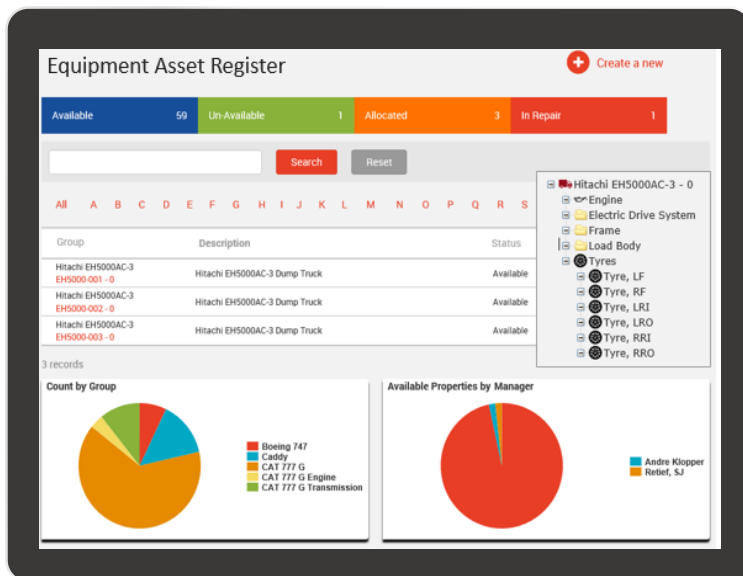 Equipment Asset Register
Create a new
Available 59 Un-Available 1 Allocated 3 In Repair 1
Search Reset
All A B C D E F G H I J K L M N O P Q R S
Group Description Status
Hitachi EH5000AC-3
EH5000-001 - 0
Hitachi EH5000AC-3 Dump Truck Available
Hitachi EH5000AC-3
EH5000-002 - 0
Hitachi EH5000AC-3 Dump Truck Available
Hitachi EH5000AC-3
EH5000-003 - 0
Hitachi EH5000AC-3 Dump Truck Available
3 records
Hitachi EH5000AC-3 - 0
Engine
Electric Drive System
Frame
Load Body
Tyres
Tyre, LF
Tyre, RF
Tyre, LRI
Tyre, LRO
Tyre, RRI
Tyre, RRO
Count by Group
Boeing 747
Caddy
CAT 777 G
CAT 777 G Engine
CAT 777 G Transmission
Available Properties by Manager
Andre Klopper
Retief, SJ